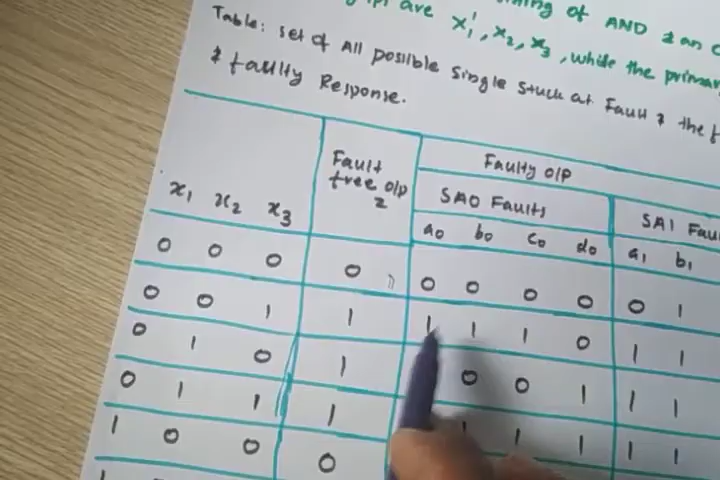 ning of AND & an
are x₁', x₂, x₃, while the primar
Table: Set of All possible Single Stuck at Fault & the f
& faulty Response.
x₁ x₂ x₃ Fault free o/p z Faulty O/P
SA0 Faults SA1 Fau
a₀ b₀ c₀ d₀ a₁ b₁
0 0 0 0 0 0 0 0 0 1
0 0 1 1 1 1 1 0 1 1
0 1 0 1 0 0 1 1 1
0 1 1 1 1 1 1 1 1
1 0 0 0